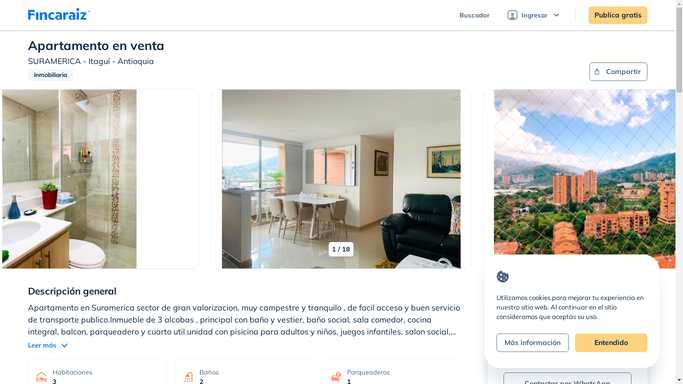 Fincaraiz
Buscador
Ingresar
Publica gratis
Apartamento en venta
SURAMERICA - Itaguí - Antioquia
Inmobiliaria
Compartir
1 / 18
Descripción general
Apartamento en Suramerica sector de gran valorizacion, muy campestre y tranquilo , de facil acceso y buen servicio
de transporte publico.Inmueble de 3 alcobas , principal con baño y vestier, baño social, sala comedor, cocina
integral, balcon, parqueadero y cuarto util.unidad con pisicina para adultos y niños, juegos infantiles, salon social,...
Leer más
Habitaciones
3
Baños
2
Parqueaderos
1
Utilizamos cookies para mejorar tu experiencia en
nuestro sitio web. Al continuar en el sitio
consideramos que aceptas su uso.
Más información
Entendido
Contactar por WhatsApp